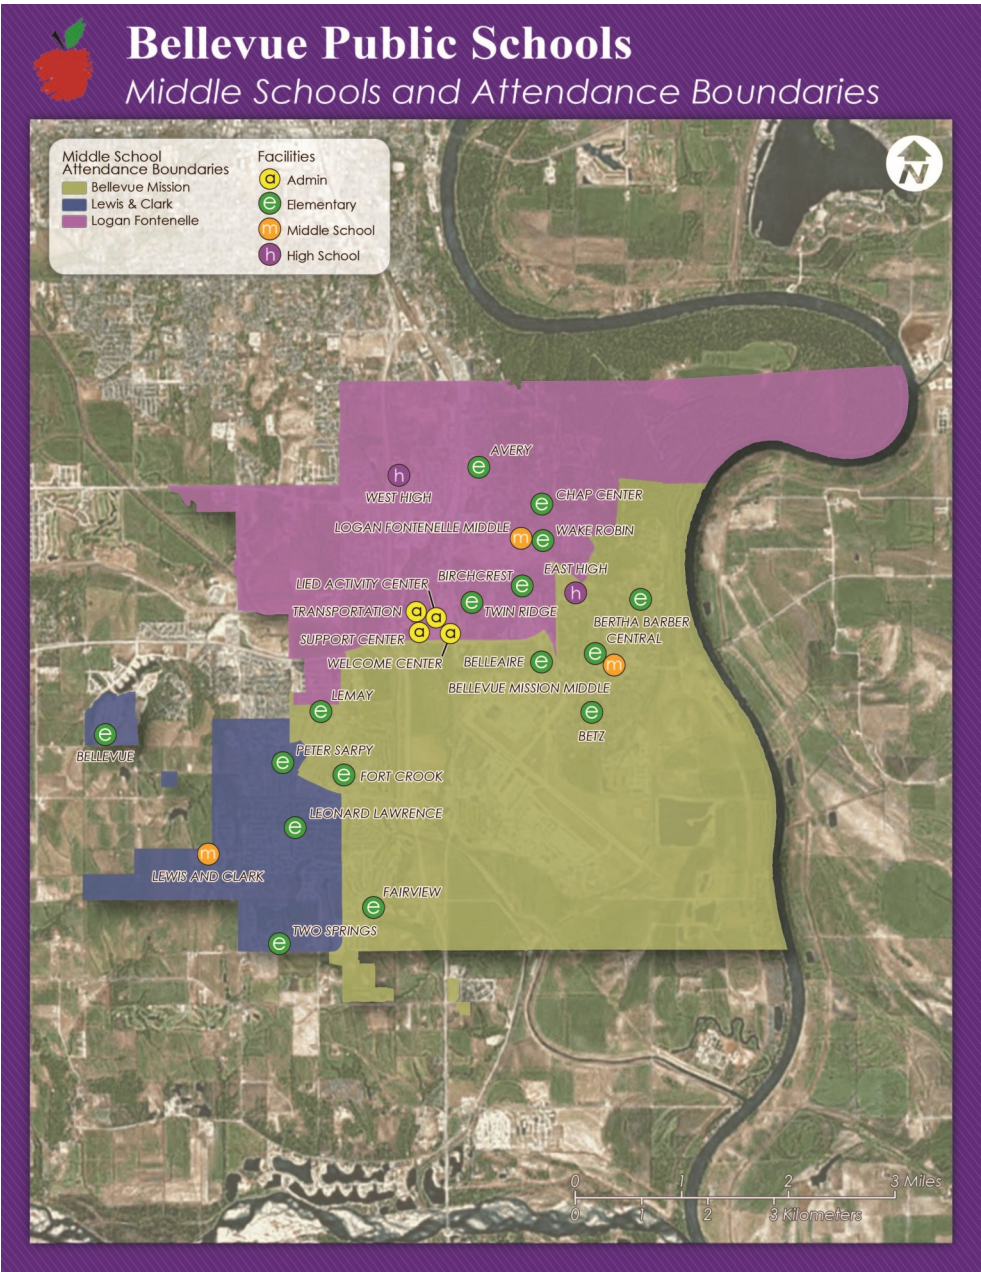 Bellevue Public Schools
Middle Schools and Attendance Boundaries
Middle School
Attendance Boundaries
Bellevue Mission
Lewis & Clark
Logan Fontenelle
Facilities
a Admin
e Elementary
m Middle School
h High School
N
AVERY
e
h
WEST HIGH
CHAP CENTER
e
LOGAN FONTENELLE MIDDLE
m
e
WAKE ROBIN
EAST HIGH
h
BIRCHCREST
e
LIED ACTIVITY CENTER
e
TWIN RIDGE
TRANSPORTATION
a
a
SUPPORT CENTER
a
a
WELCOME CENTER
e
BERTHA BARBER
CENTRAL
e
m
BELLEAIRE
e
BELLEVUE MISSION MIDDLE
LEMAY
e
e
BETZ
e
BELLEVUE
PETER SARPY
e
e
FORT CROOK
LEONARD LAWRENCE
e
m
LEWIS AND CLARK
FAIRVIEW
e
TWO SPRINGS
e
0 1 2 3 Miles
0 1 2 3 Kilometers